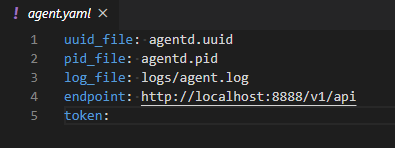 ! agent.yaml ×
1 uuid_file: agentd.uuid
2 pid_file: agentd.pid
3 log_file: logs/agent.log
4 endpoint: http://localhost:8888/v1/api
5 token: